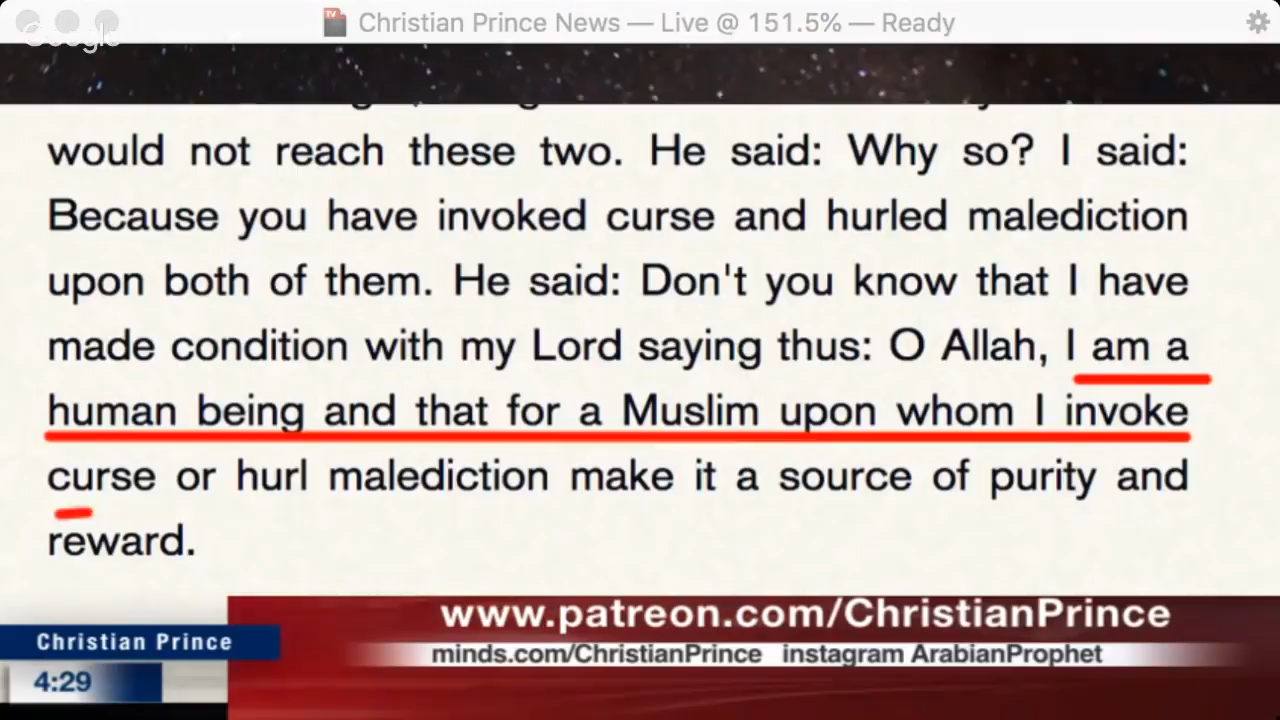 Christian Prince News — Live @ 151.5% — Ready
Google
would not reach these two. He said: Why so? I said:
Because you have invoked curse and hurled malediction
upon both of them. He said: Don't you know that I have
made condition with my Lord saying thus: O Allah, I am a
human being and that for a Muslim upon whom I invoke
curse or hurl malediction make it a source of purity and
reward.
www.patreon.com/ChristianPrince
Christian Prince
minds.com/ChristianPrince instagram ArabianProphet
4:29